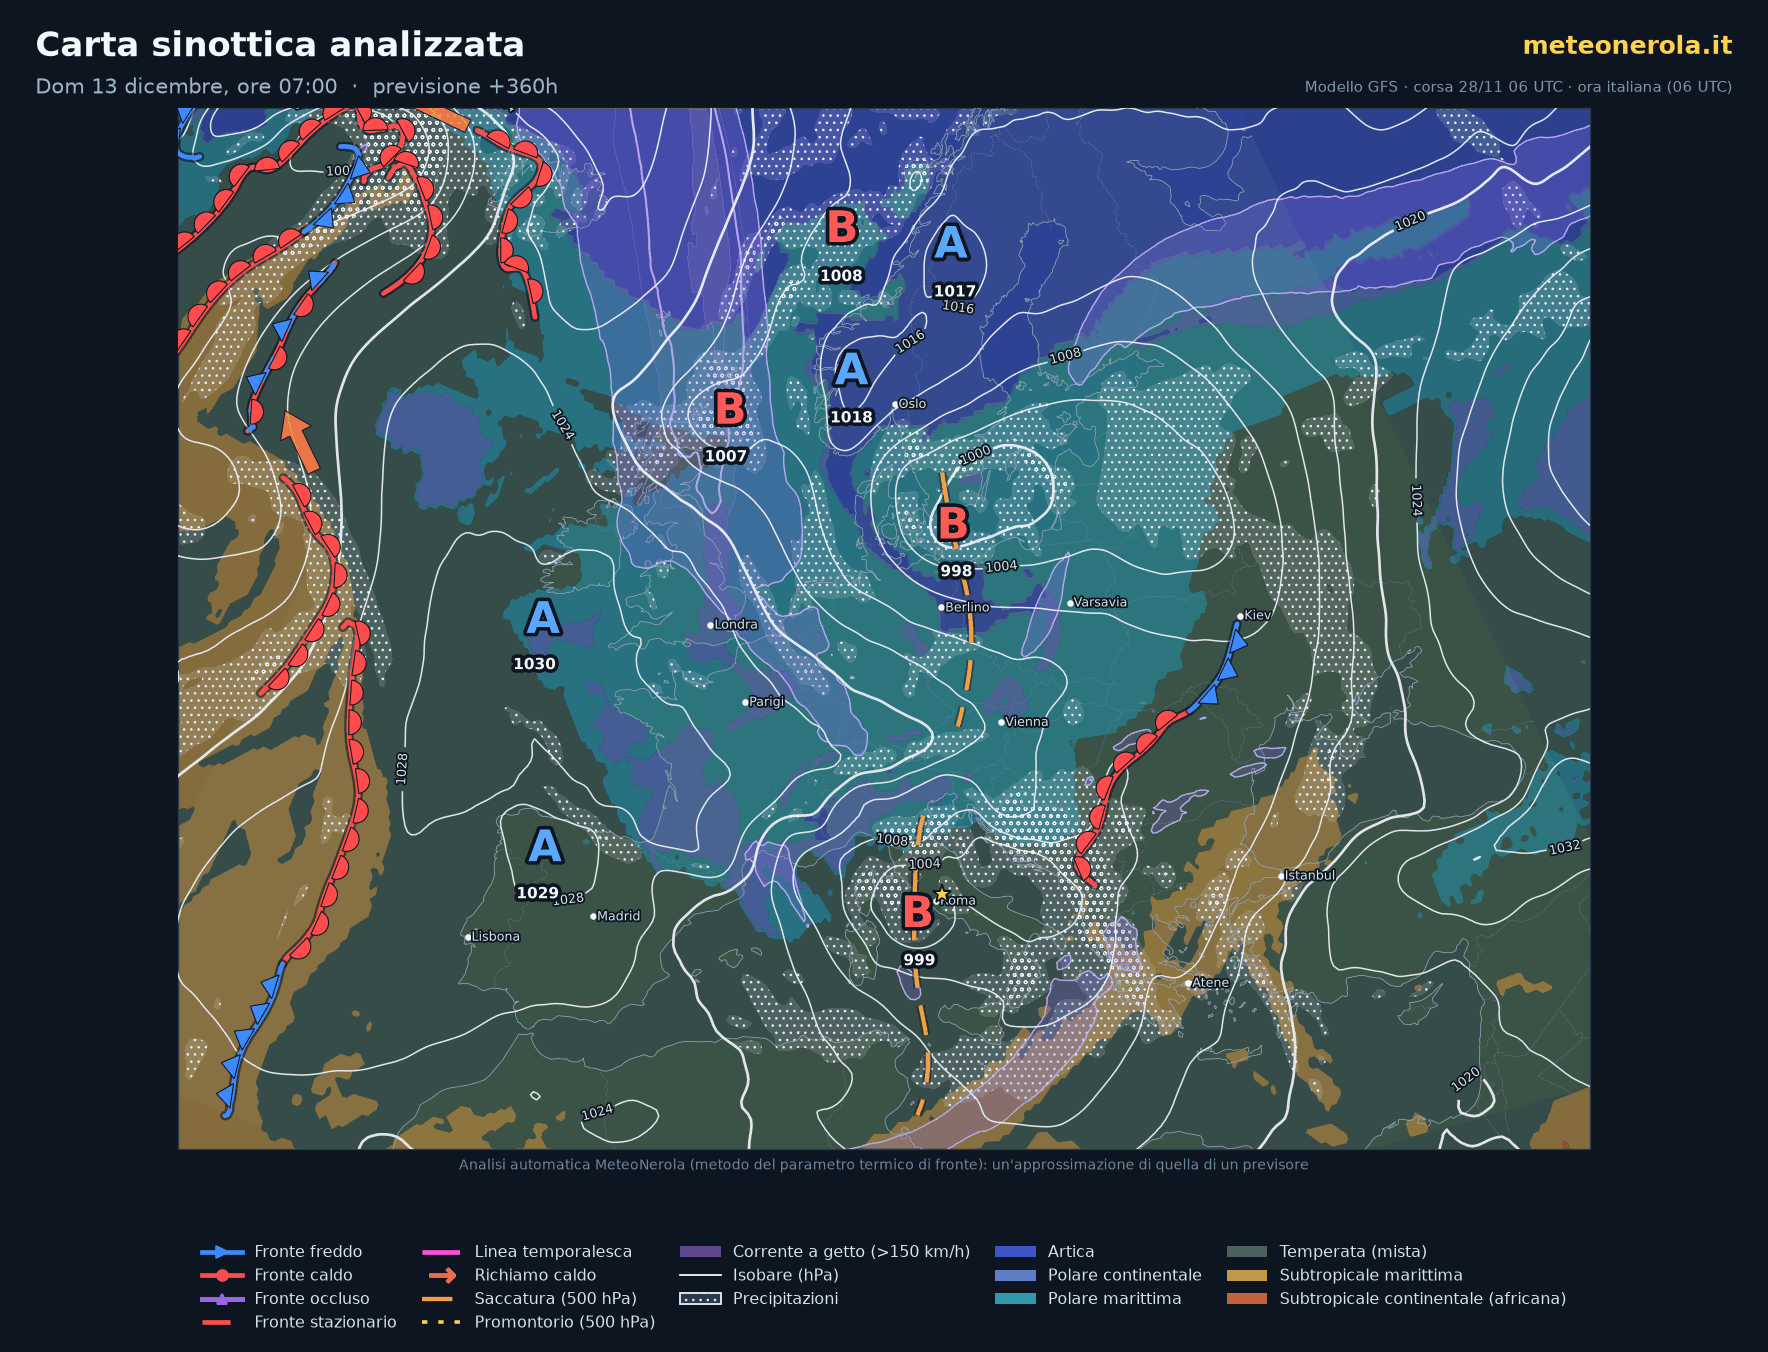 Carta sinottica analizzata
meteonerola.it
Dom 13 dicembre, ore 07:00 · previsione +360h
Modello GFS · corsa 28/11 06 UTC · ora italiana (06 UTC)
100
1020
B
1008
A
1017
1016
1016
1008
A
1018
Oslo
B
1007
1024
1000
1024
B
998
1004
Berlino
Varsavia
Kiev
A
1030
Londra
Parigi
Vienna
1028
1008
1004
1032
A
1029
1028
Madrid
Lisbona
B
Roma
999
Istanbul
Atene
1024
1020
Analisi automatica MeteoNerola (metodo del parametro termico di fronte): un'approssimazione di quella di un previsore
Fronte freddo
Linea temporalesca
Corrente a getto (>150 km/h)
Artica
Temperata (mista)
Fronte caldo
Richiamo caldo
Isobare (hPa)
Polare continentale
Subtropicale marittima
Fronte occluso
Saccatura (500 hPa)
Precipitazioni
Polare marittima
Subtropicale continentale (africana)
Fronte stazionario
Promontorio (500 hPa)